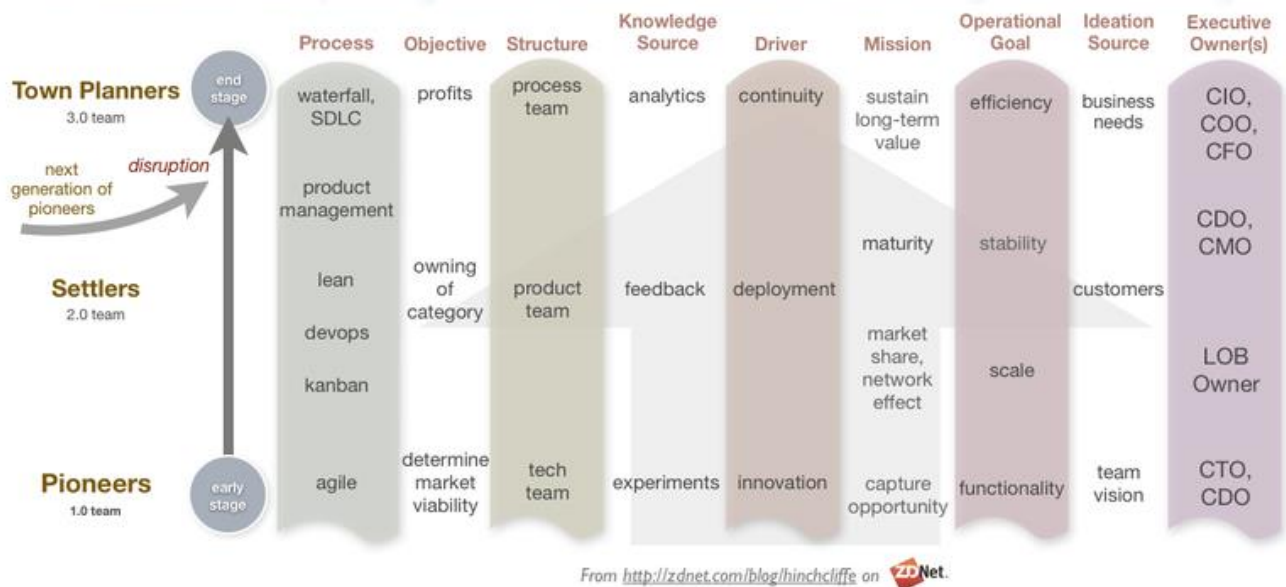 Process
Objective
Structure
Knowledge
Source
Driver
Mission
Operational
Goal
Ideation
Source
Executive
Owner(s)
Town Planners
3.0 team
end
stage
waterfall,
SDLC
profits
process
team
analytics
continuity
sustain
long-term
value
efficiency
business
needs
CIO,
COO,
CFO
next
generation of
pioneers
disruption
product
management
maturity
stability
CDO,
CMO
Settlers
2.0 team
lean
devops
kanban
owning
of
category
product
team
feedback
deployment
market
share,
network
effect
scale
customers
LOB
Owner
Pioneers
1.0 team
early
stage
agile
determine
market
viability
tech
team
experiments
innovation
capture
opportunity
functionality
team
vision
CTO,
CDO
From http://zdnet.com/blog/hinchcliffe on ZDNet.